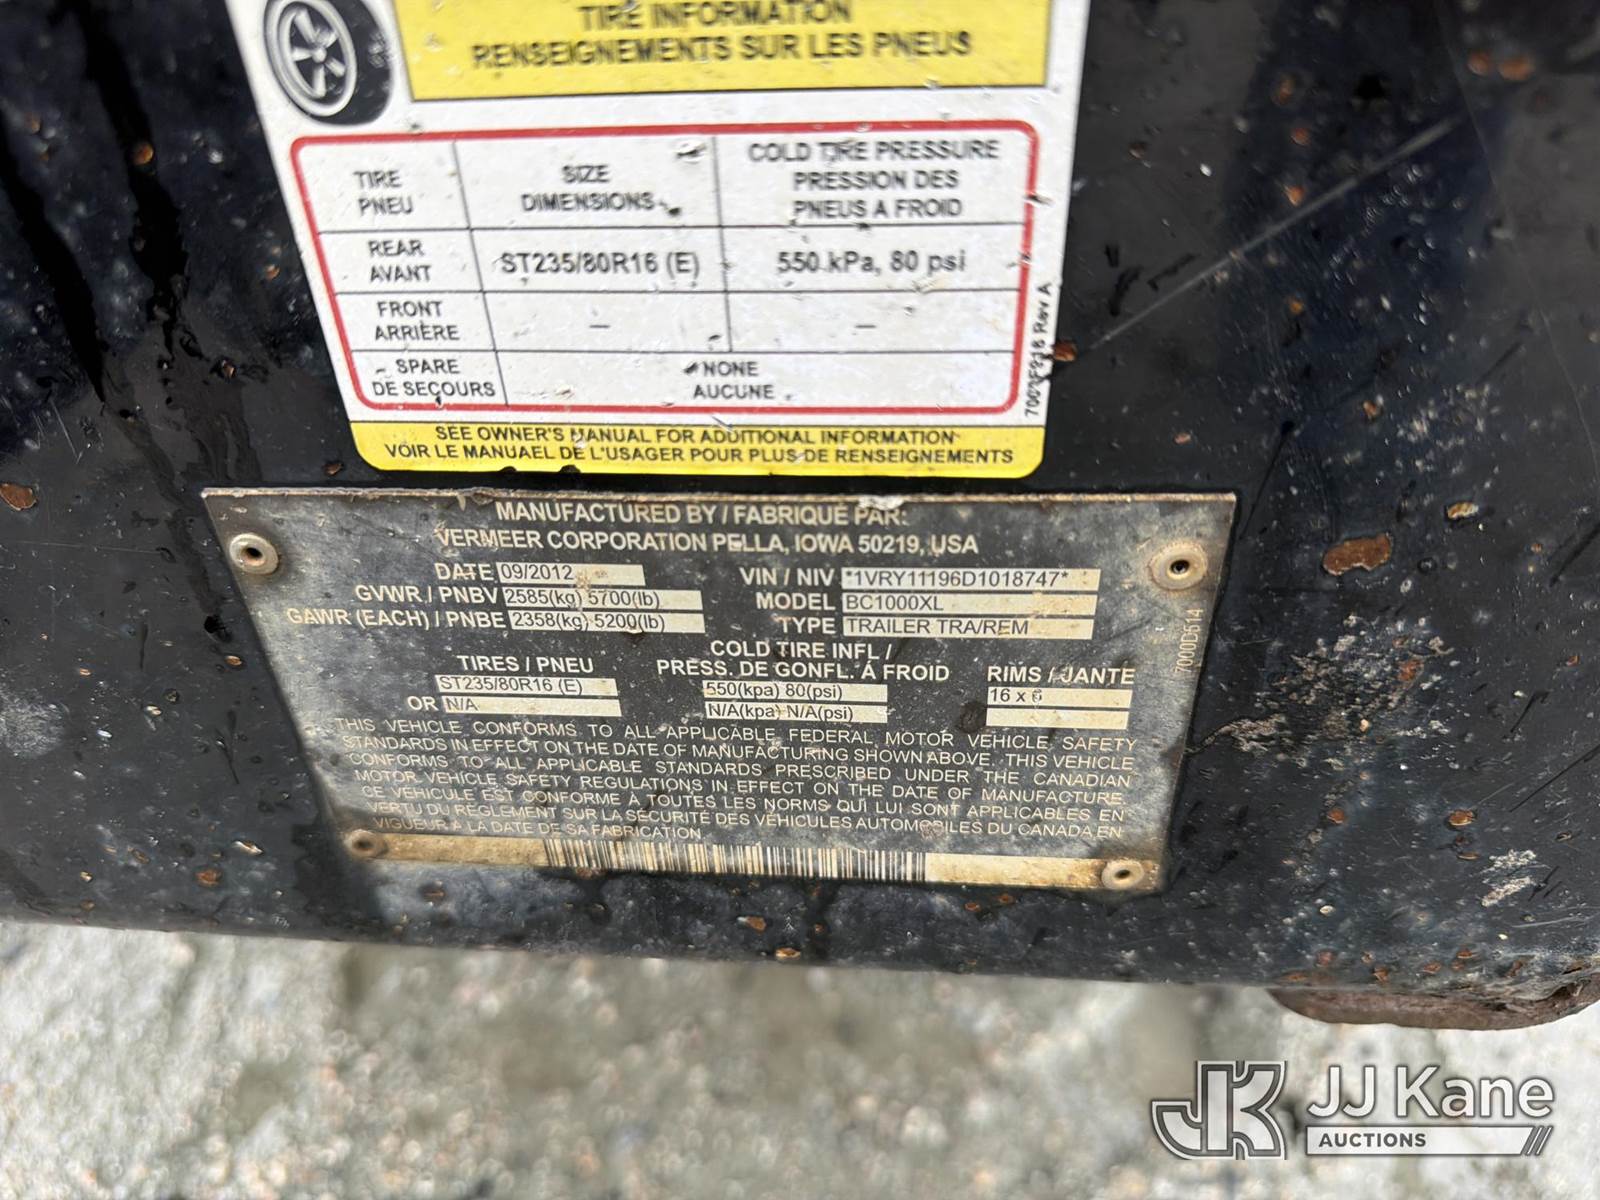 TIRE INFORMATION
RENSEIGNEMENTS SUR LES PNEUS
TIRE PNEU
SIZE DIMENSIONS
COLD TIRE PRESSURE
PRESSION DES
PNEUS A FROID
REAR AVANT
ST235/80R16 (E)
550 kPa, 80 psi
FRONT ARRIÈRE
–
–
SPARE DE SECOURS
NONE
AUCUNE
7000F218 Rev A
SEE OWNER'S MANUAL FOR ADDITIONAL INFORMATION
VOIR LE MANUAEL DE L'USAGER POUR PLUS DE RENSEIGNEMENTS
MANUFACTURED BY / FABRIQUÉ PAR:
VERMEER CORPORATION PELLA, IOWA 50219, USA
DATE 09/2012
VIN / NIV *1VRY11196D1018747*
GVWR / PNBV 2585(kg) 5700(lb)
MODEL BC1000XL
GAWR (EACH) / PNBE 2358(kg) 5200(lb)
TYPE TRAILER TRA/REM
7000D514
TIRES / PNEU
COLD TIRE INFL /
PRESS. DE GONFL. À FROID
RIMS / JANTE
ST235/80R16 (E)
550(kpa) 80(psi)
16 x 6
OR N/A
N/A(kpa) N/A(psi)
THIS VEHICLE CONFORMS TO ALL APPLICABLE FEDERAL MOTOR VEHICLE SAFETY
STANDARDS IN EFFECT ON THE DATE OF MANUFACTURING SHOWN ABOVE. THIS VEHICLE
CONFORMS TO ALL APPLICABLE STANDARDS PRESCRIBED UNDER THE CANADIAN
MOTOR VEHICLE SAFETY REGULATIONS IN EFFECT ON THE DATE OF MANUFACTURE.
CE VÉHICULE EST CONFORME À TOUTES LES NORMS QUI LUI SONT APPLICABLES EN
VERTU DU RÈGLEMENT SUR LA SÉCURITÉ DES VÉHICULES AUTOMOBILES DU CANADA EN
VIGUEUR À LA DATE DE SA FABRICATION.
JK JJ Kane
AUCTIONS